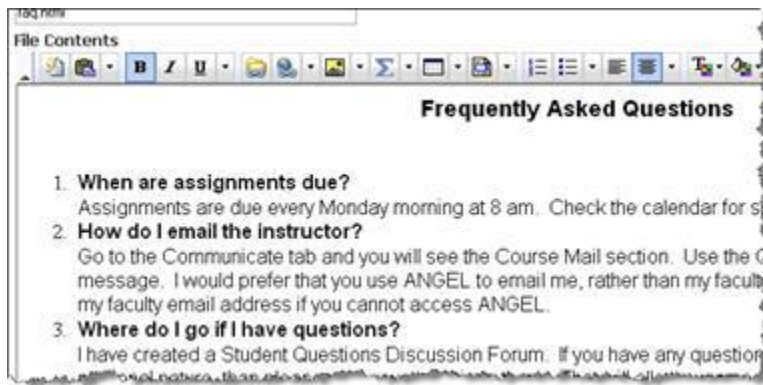 faq.html
File Contents
B I U
Frequently Asked Questions
1. When are assignments due?
Assignments are due every Monday morning at 8 am. Check the calendar for s
2. How do I email the instructor?
Go to the Communicate tab and you will see the Course Mail section. Use the
message. I would prefer that you use ANGEL to email me, rather than my facult
my faculty email address if you cannot access ANGEL.
3. Where do I go if I have questions?
I have created a Student Questions Discussion Forum. If you have any question